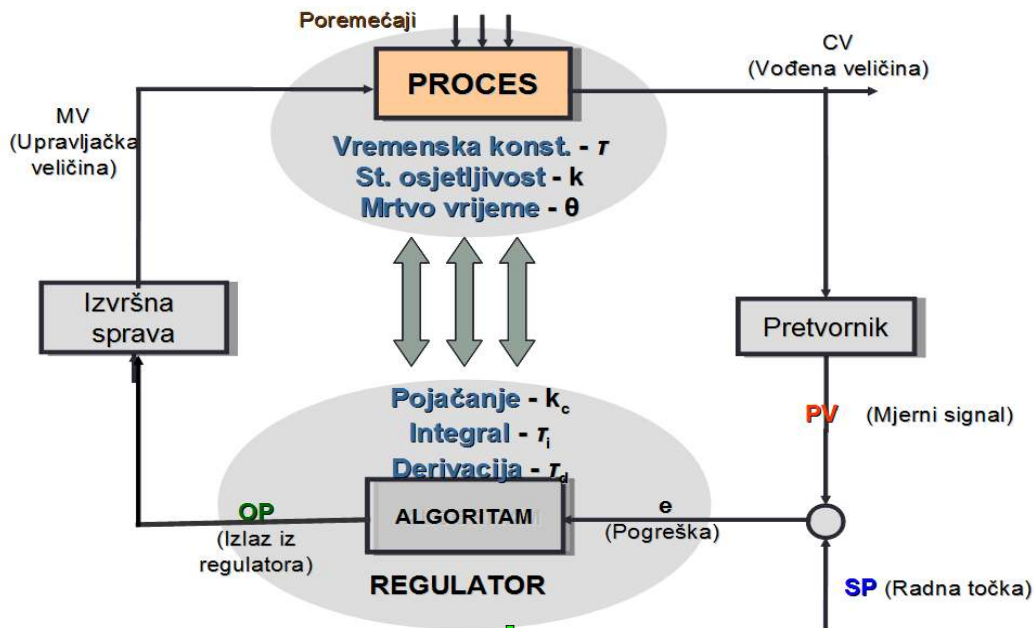 Poremećaji
PROCES
CV
(Vođena veličina)
MV
(Upravljačka
veličina)
Vremenska konst. - τ
St. osjetljivost - k
Mrtvo vrijeme - θ
Izvršna
sprava
Pretvornik
PV (Mjerni signal)
Pojačanje - kc
Integral - τi
Derivacija - τd
OP
(Izlaz iz
regulatora)
ALGORITAM
e
(Pogreška)
REGULATOR
SP (Radna točka)